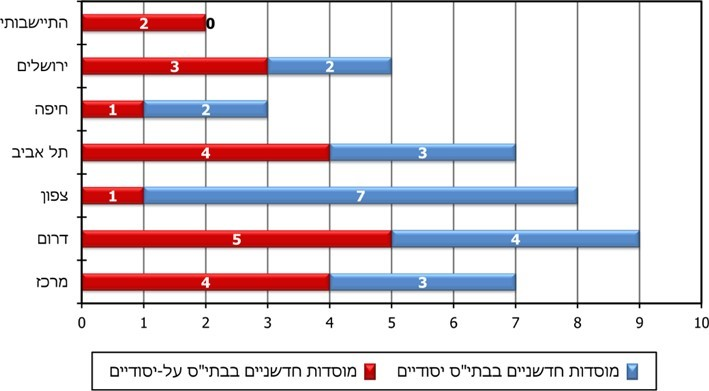 התיישבותי 2 0
ירושלים 3 2
חיפה 1 2
תל אביב 4 3
צפון 1 7
דרום 5 4
מרכז 4 3
0 1 2 3 4 5 6 7 8 9 10
מוסדות חדשניים בבתי"ס יסודיים מוסדות חדשניים בבתי"ס על-יסודיים